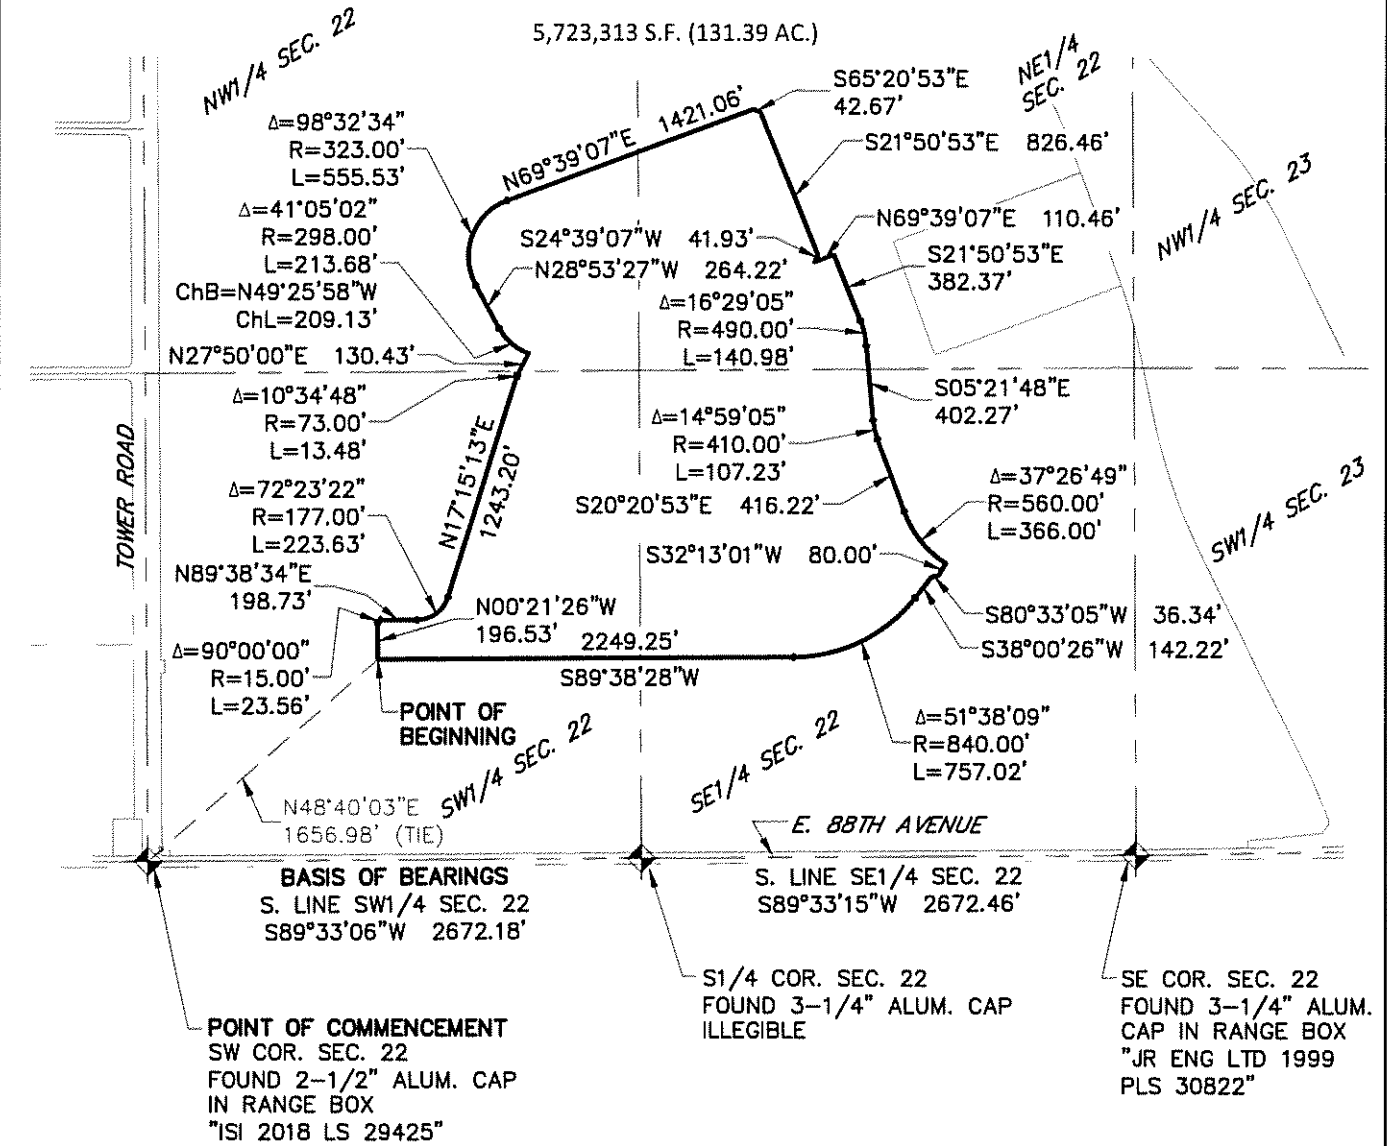 5,723,313 S.F. (131.39 AC.)
NW1/4 SEC. 22
NE1/4
SEC. 22
S65°20'53"E
42.67'
Δ=98°32'34"
R=323.00'
L=555.53'
N69°39'07"E 1421.06'
S21°50'53"E 826.46'
NW1/4 SEC. 23
Δ=41°05'02"
R=298.00'
L=213.68'
ChB=N49°25'58"W
ChL=209.13'
S24°39'07"W 41.93'
N69°39'07"E 110.46'
N28°53'27"W 264.22'
S21°50'53"E
382.37'
Δ=16°29'05"
R=490.00'
L=140.98'
N27°50'00"E 130.43'
Δ=10°34'48"
R=73.00'
L=13.48'
S05°21'48"E
402.27'
Δ=14°59'05"
R=410.00'
L=107.23'
TOWER ROAD
N17°15'13"E
1243.20'
Δ=72°23'22"
R=177.00'
L=223.63'
S20°20'53"E 416.22'
Δ=37°26'49"
R=560.00'
L=366.00'
SW1/4 SEC. 23
S32°13'01"W 80.00'
N89°38'34"E
198.73'
N00°21'26"W
196.53'
2249.25'
S89°38'28"W
S80°33'05"W 36.34'
S38°00'26"W 142.22'
Δ=90°00'00"
R=15.00'
L=23.56'
POINT OF
BEGINNING
Δ=51°38'09"
R=840.00'
L=757.02'
SW1/4 SEC. 22
SE1/4 SEC. 22
N48°40'03"E
1656.98' (TIE)
E. 88TH AVENUE
BASIS OF BEARINGS
S. LINE SW1/4 SEC. 22
S89°33'06"W 2672.18'
S. LINE SE1/4 SEC. 22
S89°33'15"W 2672.46'
POINT OF COMMENCEMENT
SW COR. SEC. 22
FOUND 2-1/2" ALUM. CAP
IN RANGE BOX
"ISI 2018 LS 29425"
S1/4 COR. SEC. 22
FOUND 3-1/4" ALUM. CAP
ILLEGIBLE
SE COR. SEC. 22
FOUND 3-1/4" ALUM.
CAP IN RANGE BOX
"JR ENG LTD 1999
PLS 30822"